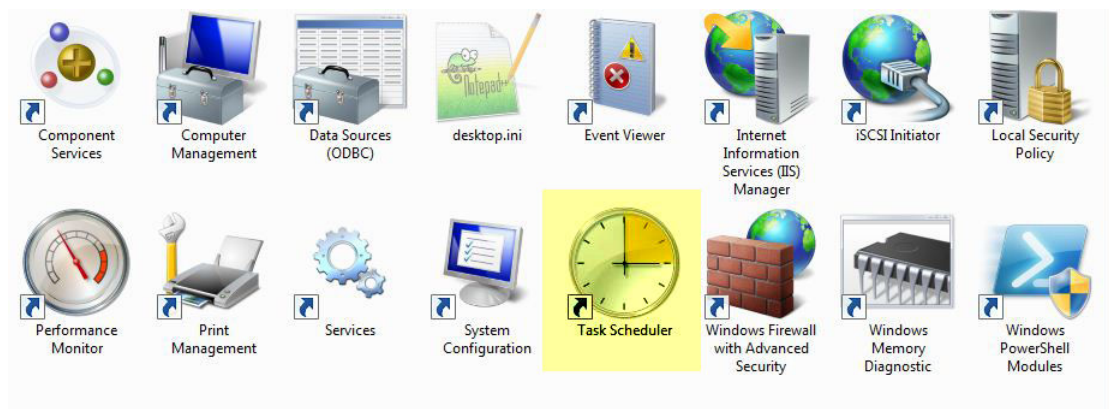 Component
Services
Computer
Management
Data Sources
(ODBC)
Notepad++
desktop.ini
Event Viewer
Internet
Information
Services (IIS)
Manager
iSCSI Initiator
Local Security
Policy
Performance
Monitor
Print
Management
Services
System
Configuration
Task Scheduler
Windows Firewall
with Advanced
Security
Windows
Memory
Diagnostic
Windows
PowerShell
Modules